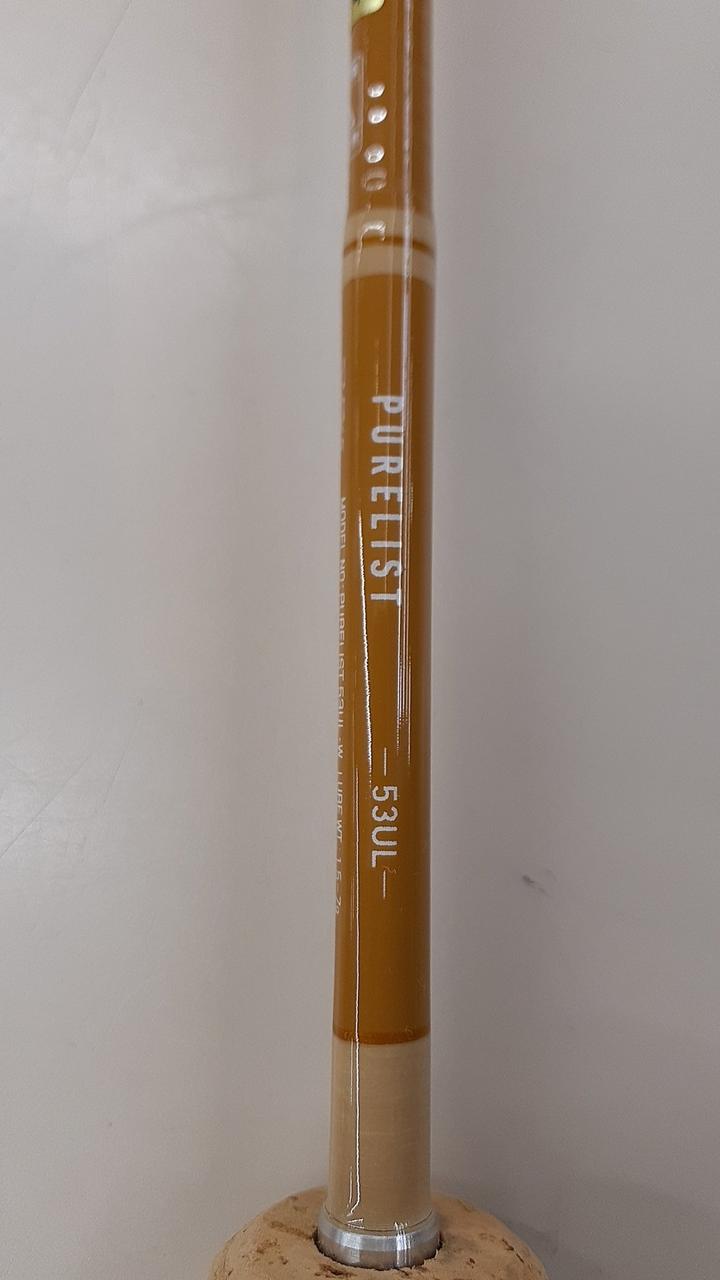 PURELIST
— 53UL —
MODEL NO. PURELIST 53UL・W LURE WT. 1.5-7g